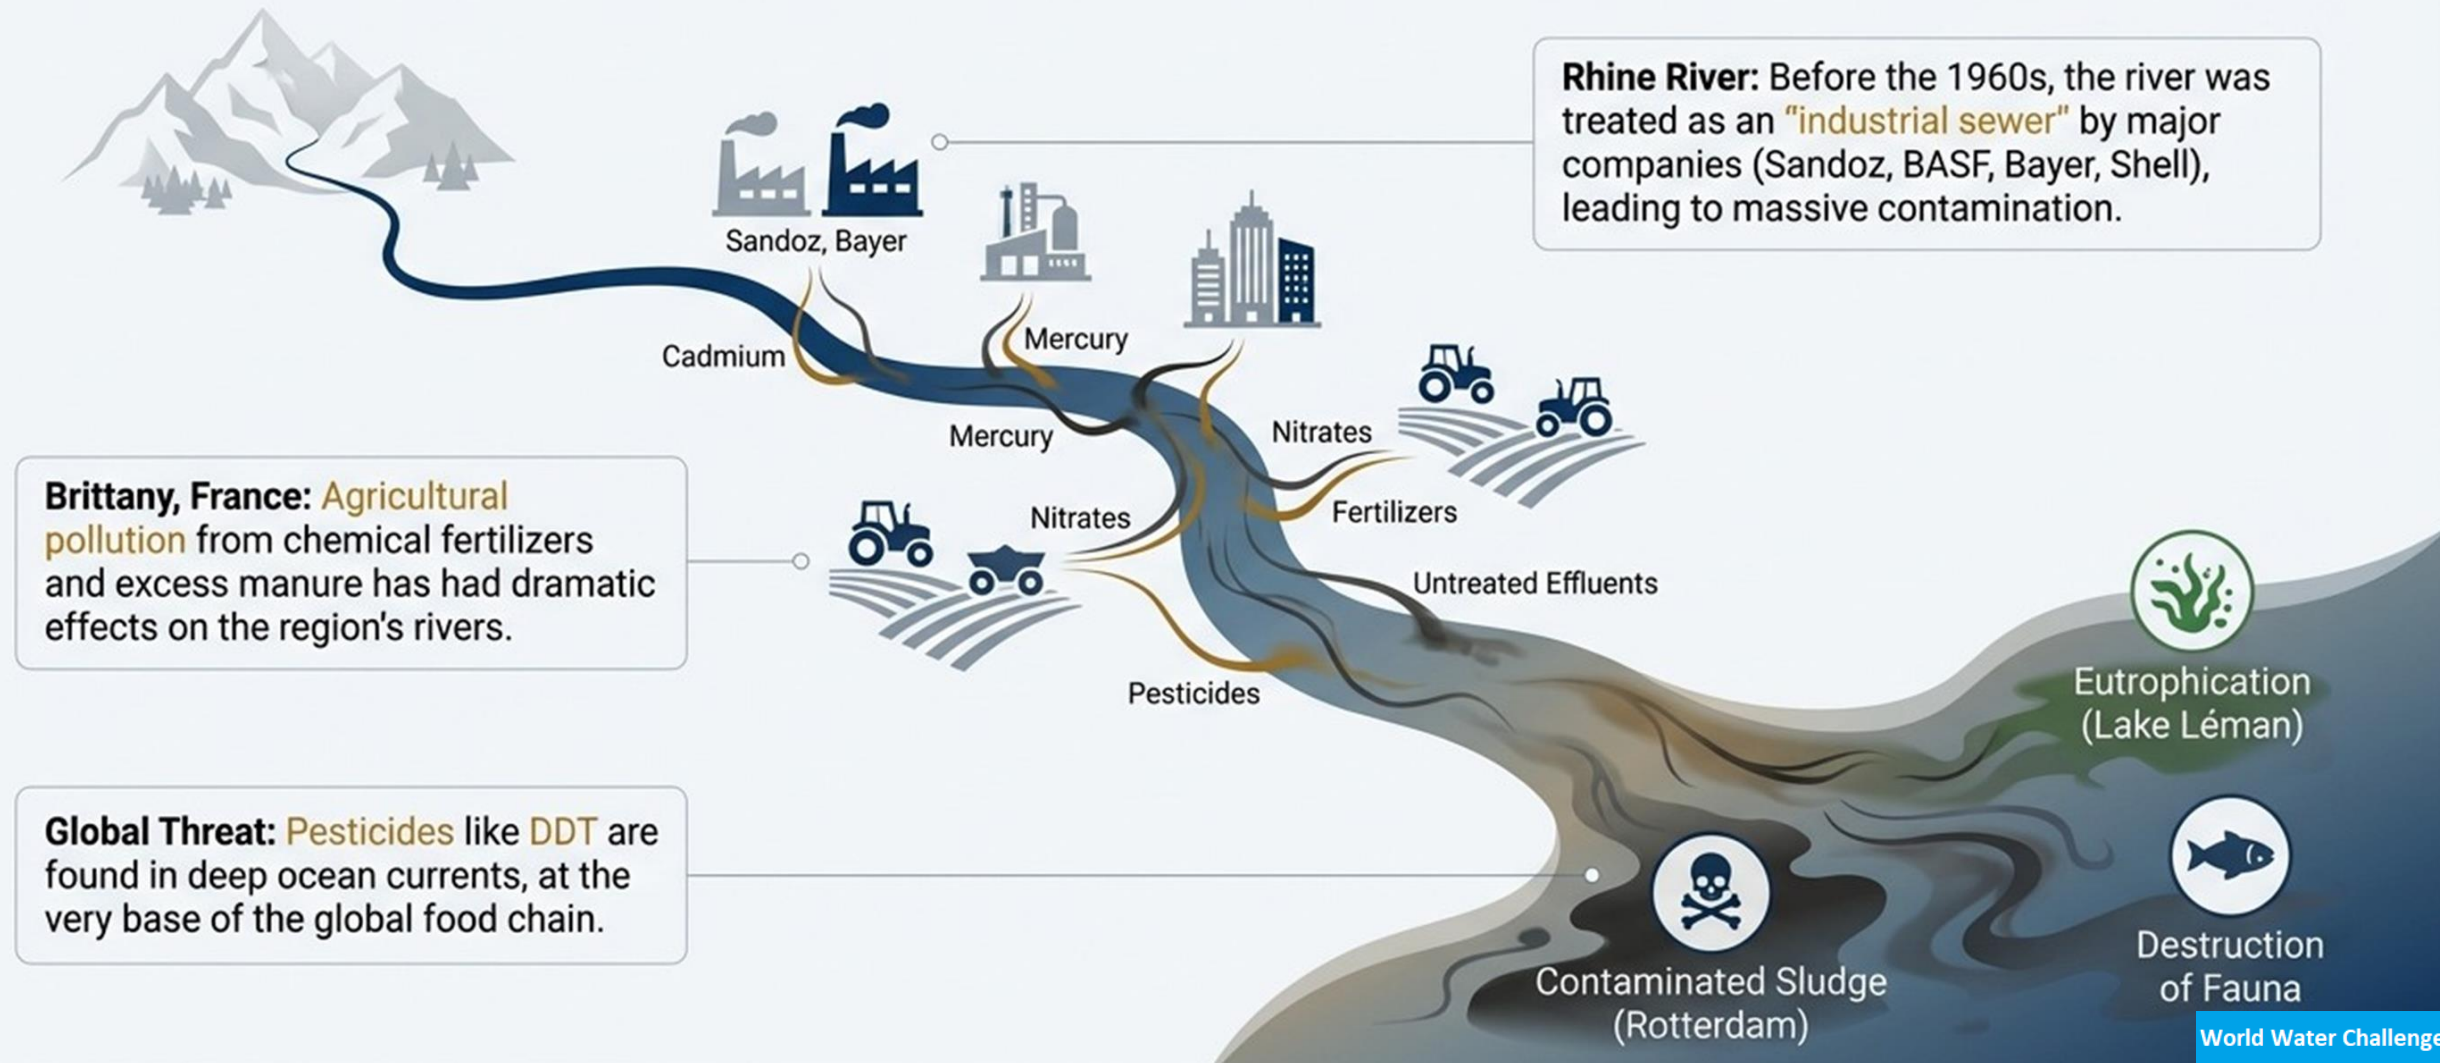 Rhine River: Before the 1960s, the river was
treated as an "industrial sewer" by major
companies (Sandoz, BASF, Bayer, Shell),
leading to massive contamination.
Sandoz, Bayer
Cadmium
Mercury
Mercury
Nitrates
Fertilizers
Brittany, France: Agricultural
pollution from chemical fertilizers
and excess manure has had dramatic
effects on the region's rivers.
Nitrates
Untreated Effluents
Pesticides
Eutrophication
(Lake Léman)
Global Threat: Pesticides like DDT are
found in deep ocean currents, at the
very base of the global food chain.
Contaminated Sludge
(Rotterdam)
Destruction
of Fauna
World Water Challenge